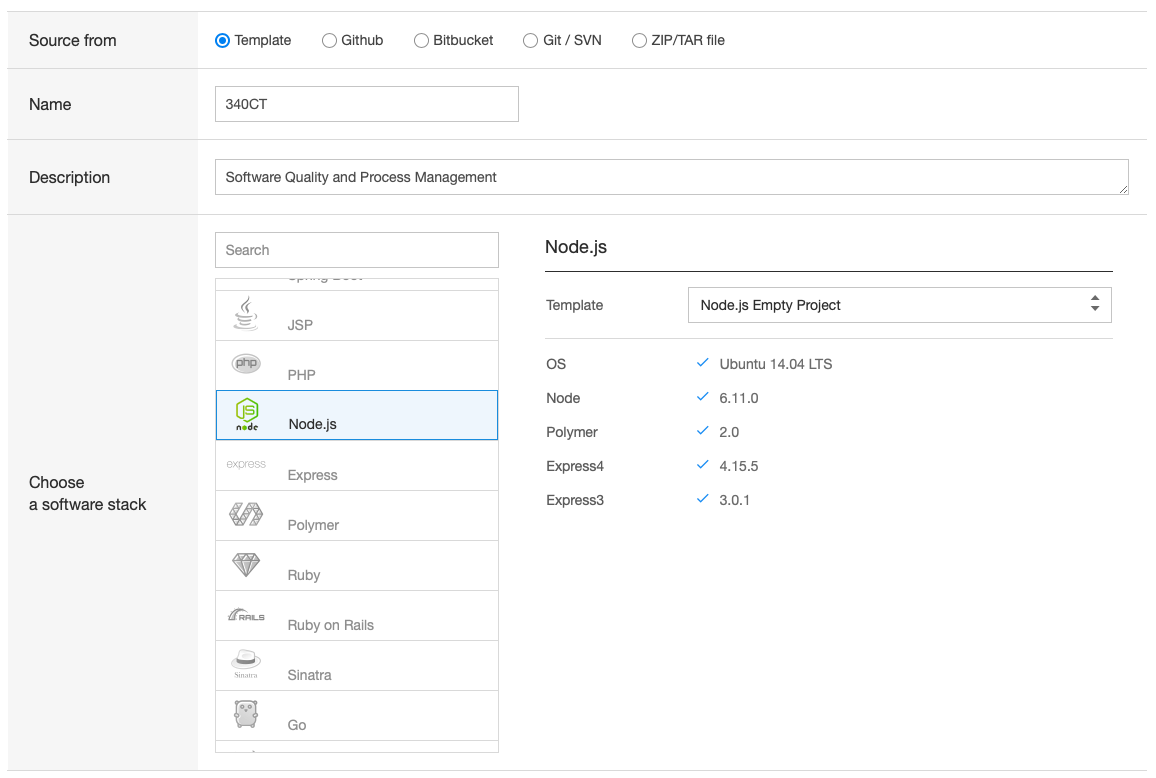 Source from
Template Github Bitbucket Git / SVN ZIP/TAR file
Name
340CT
Description
Software Quality and Process Management
Choose
a software stack
Search
Spring Boot
JSP
php
PHP
node
Node.js
express
Express
Polymer
Ruby
RAILS
Ruby on Rails
Sinatra
Sinatra
Go
Node.js
Template Node.js Empty Project
OS Ubuntu 14.04 LTS
Node 6.11.0
Polymer 2.0
Express4 4.15.5
Express3 3.0.1